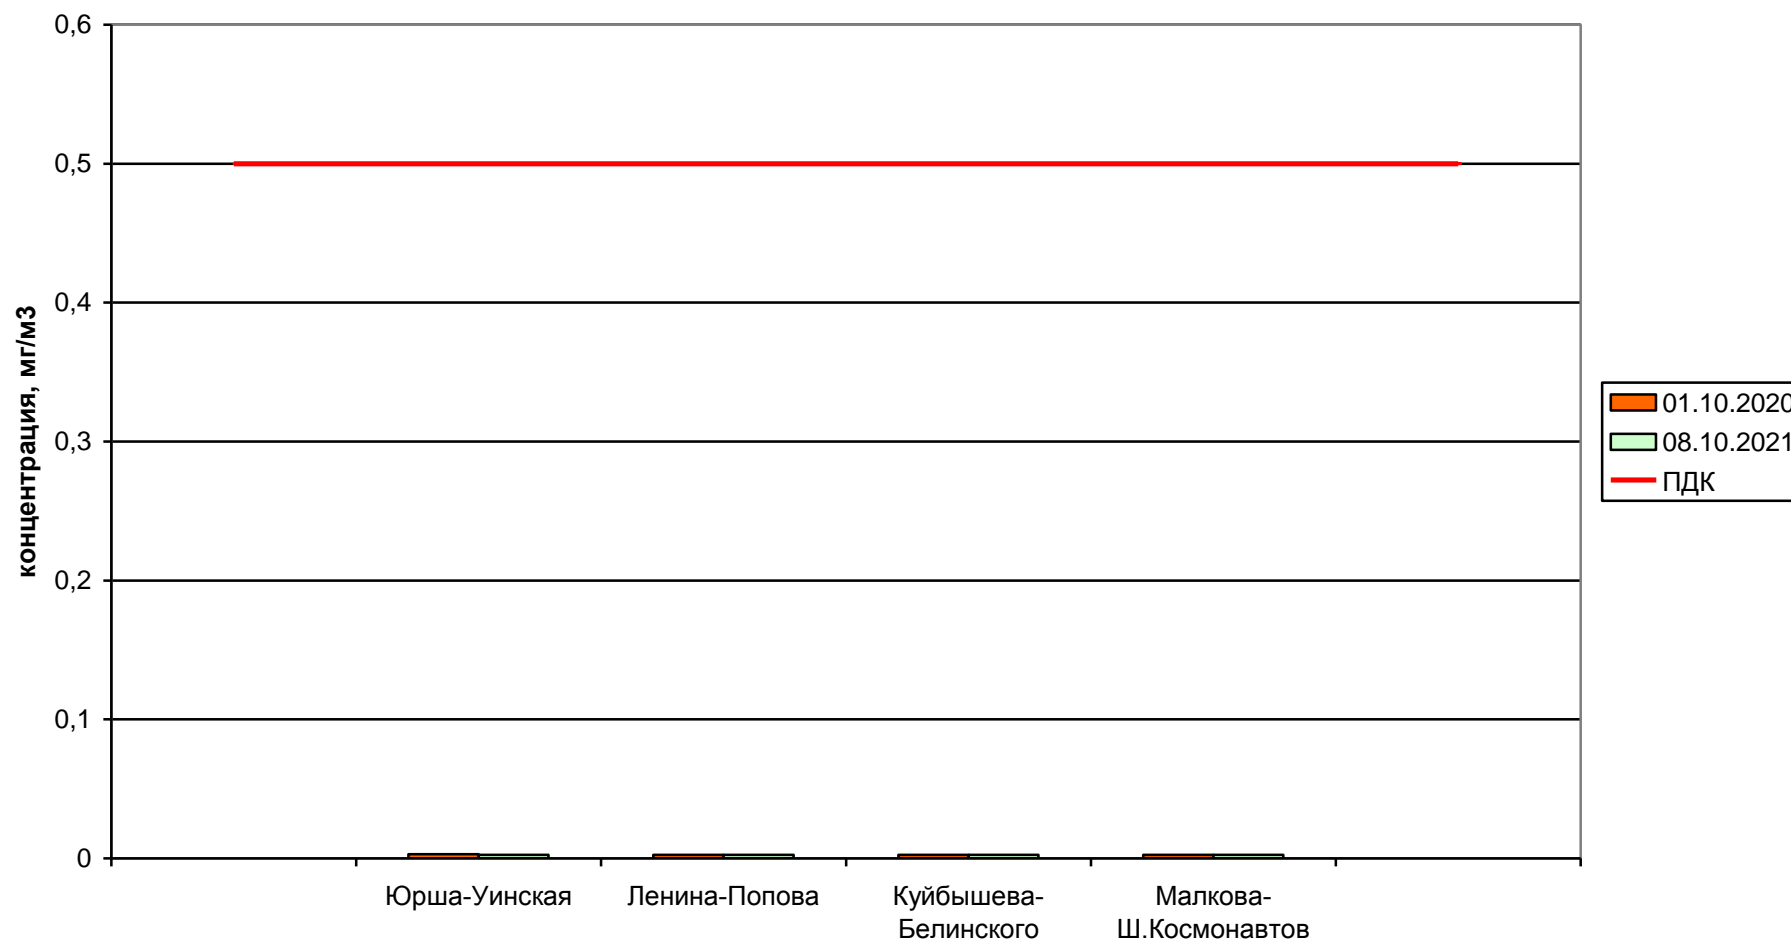 0,6
0,5
0,4
0,3
0,2
0,1
0
концентрация, мг/м3
Юрша-Уинская
Ленина-Попова
Куйбышева-
Белинского
Малкова-
Ш.Космонавтов
01.10.2020
08.10.2021
ПДК